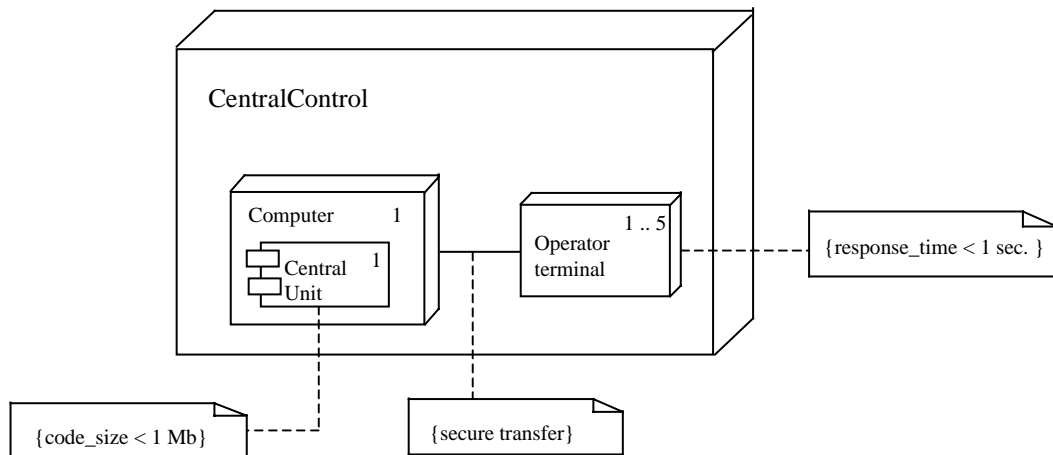 CentralControl
Computer 1
Central 1
Unit
1 .. 5
Operator
terminal
{response_time < 1 sec. }
{code_size < 1 Mb}
{secure transfer}